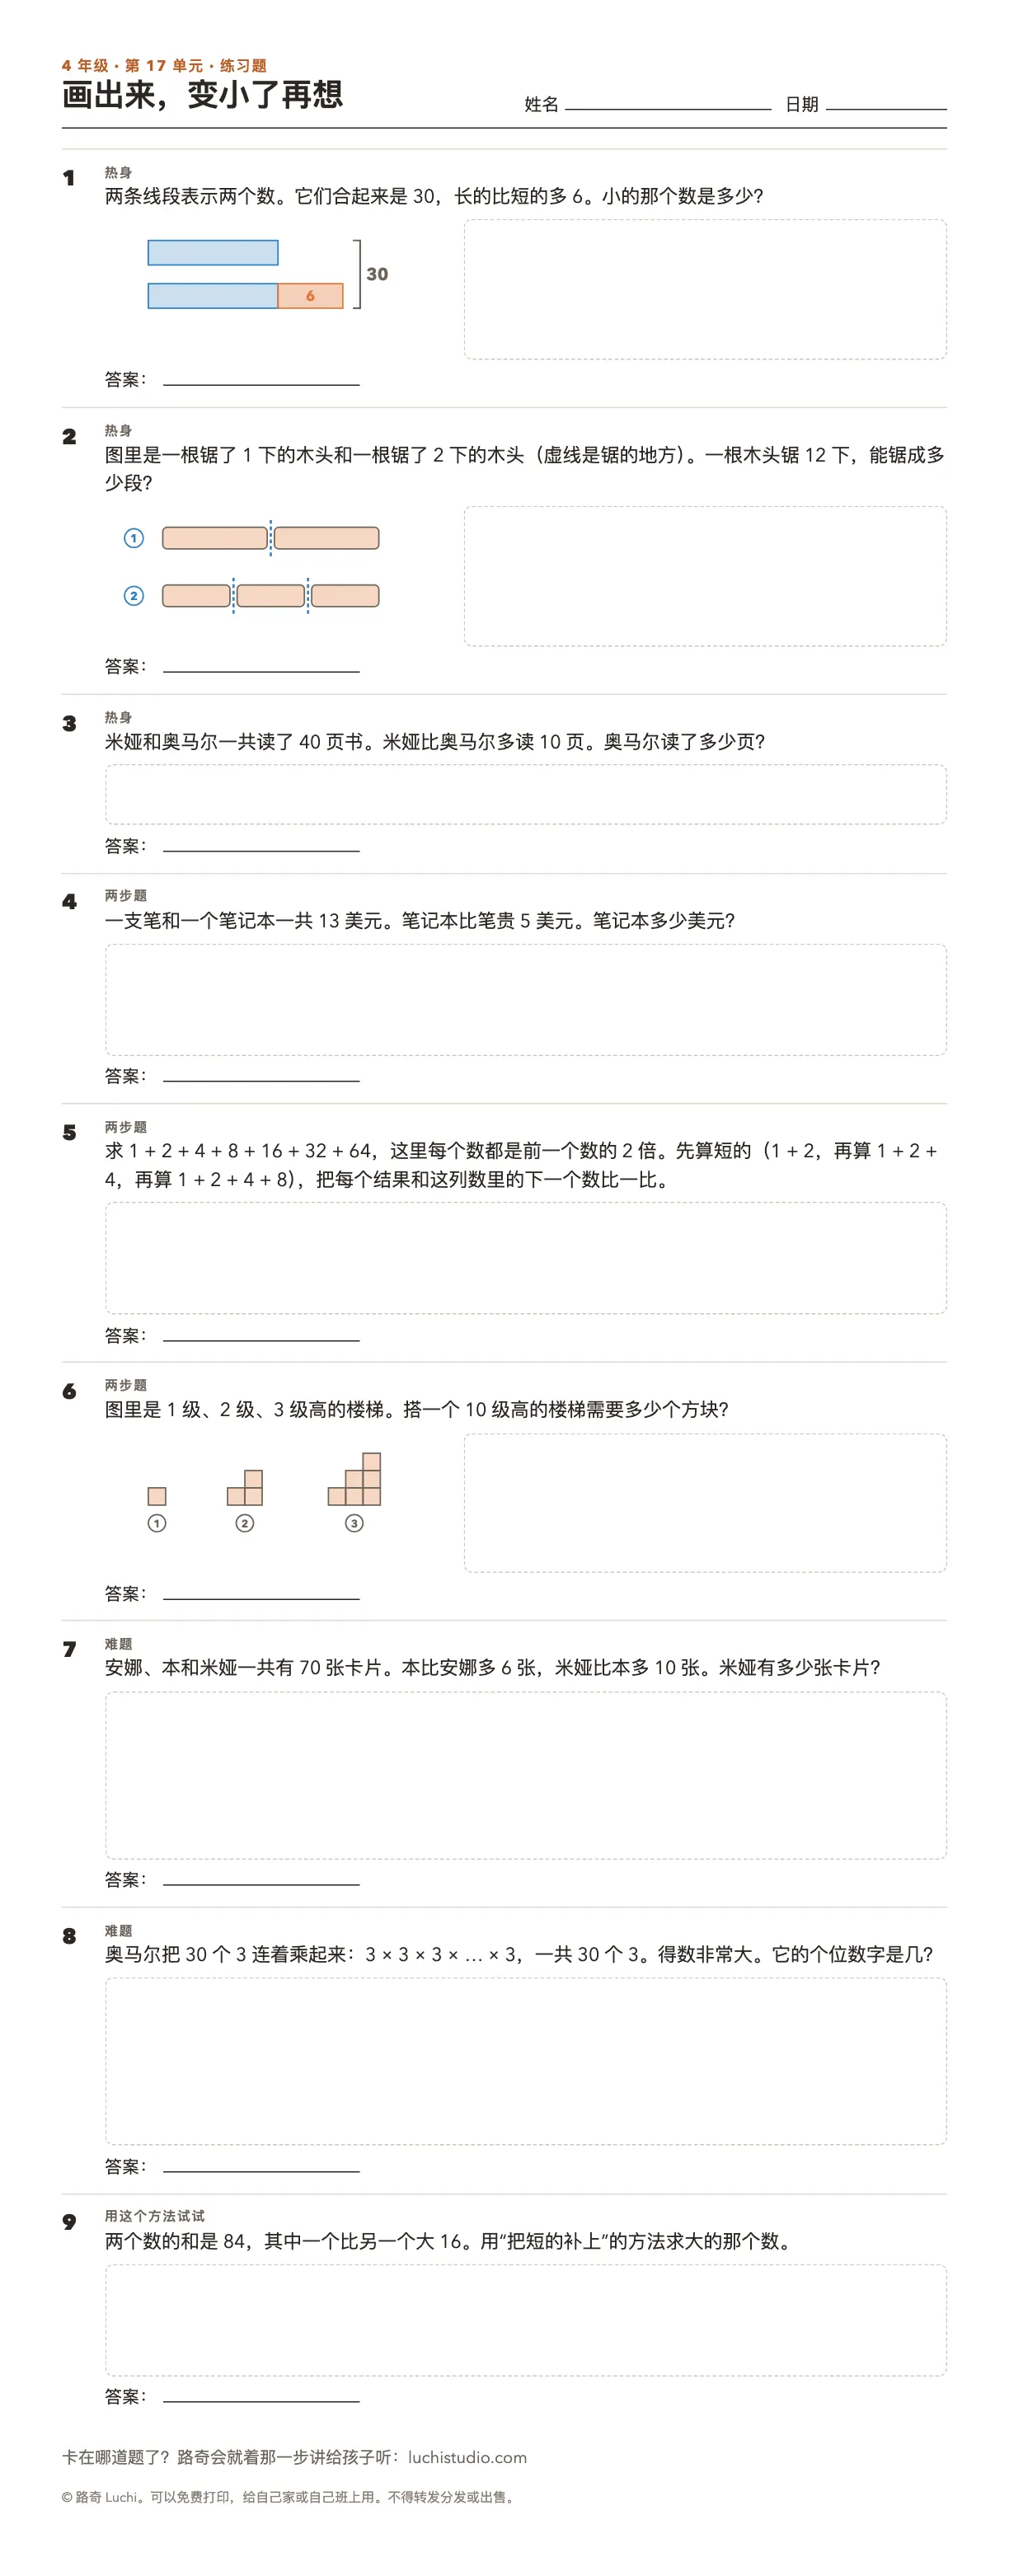 4 年级 · 第 17 单元 · 练习题
画出来，变小了再想
姓名 日期
1
热身
两条线段表示两个数。它们合起来是 30，长的比短的多 6。小的那个数是多少？
30
6
答案：
2
热身
图里是一根锯了 1 下的木头和一根锯了 2 下的木头（虚线是锯的地方）。一根木头锯 12 下，能锯成多
少段？
①
②
答案：
3
热身
米娅和奥马尔一共读了 40 页书。米娅比奥马尔多读 10 页。奥马尔读了多少页？
答案：
4
两步题
一支笔和一个笔记本一共 13 美元。笔记本比笔贵 5 美元。笔记本多少美元？
答案：
5
两步题
求 1 + 2 + 4 + 8 + 16 + 32 + 64，这里每个数都是前一个数的 2 倍。先算短的（1 + 2，再算 1 + 2 +
4，再算 1 + 2 + 4 + 8），把每个结果和这列数里的下一个数比一比。
答案：
6
两步题
图里是 1 级、2 级、3 级高的楼梯。搭一个 10 级高的楼梯需要多少个方块？
① ② ③
答案：
7
难题
安娜、本和米娅一共有 70 张卡片。本比安娜多 6 张，米娅比本多 10 张。米娅有多少张卡片？
答案：
8
难题
奥马尔把 30 个 3 连着乘起来：3 × 3 × 3 × … × 3，一共 30 个 3。得数非常大。它的个位数字是几？
答案：
9
用这个方法试试
两个数的和是 84，其中一个比另一个大 16。用“把短的补上”的方法求大的那个数。
答案：
卡在哪道题了？路奇会就着那一步讲给孩子听：luchistudio.com
© 路奇 Luchi。可以免费打印，给自己家或自己班上用。不得转发分发或出售。